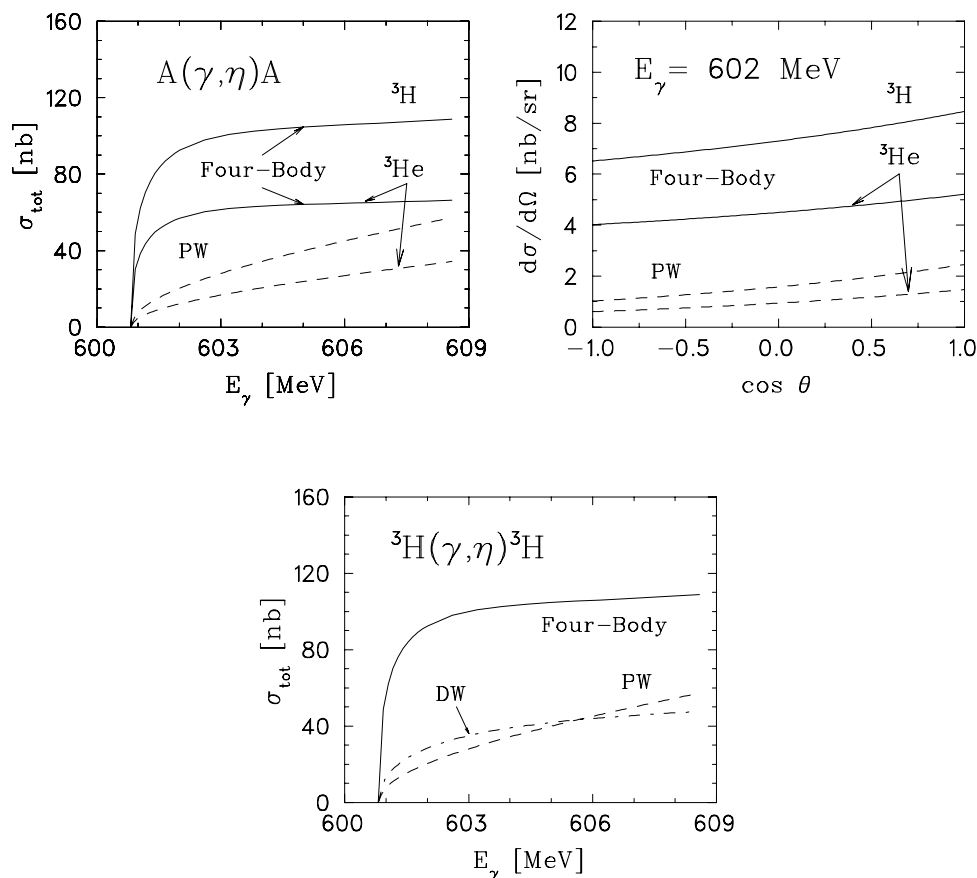 160
120
80
40
0
σtot [nb]
A(γ,η)A
³H
Four-Body
³He
PW
600
603
606
609
Eγ [MeV]
12
10
8
6
4
2
0
dσ/dΩ [nb/sr]
Eγ= 602 MeV
³H
³He
Four-Body
PW
-1.0
-0.5
0.0
0.5
1.0
cos θ
160
120
80
40
0
σtot [nb]
³H(γ,η)³H
Four-Body
PW
DW
600
603
606
609
Eγ [MeV]